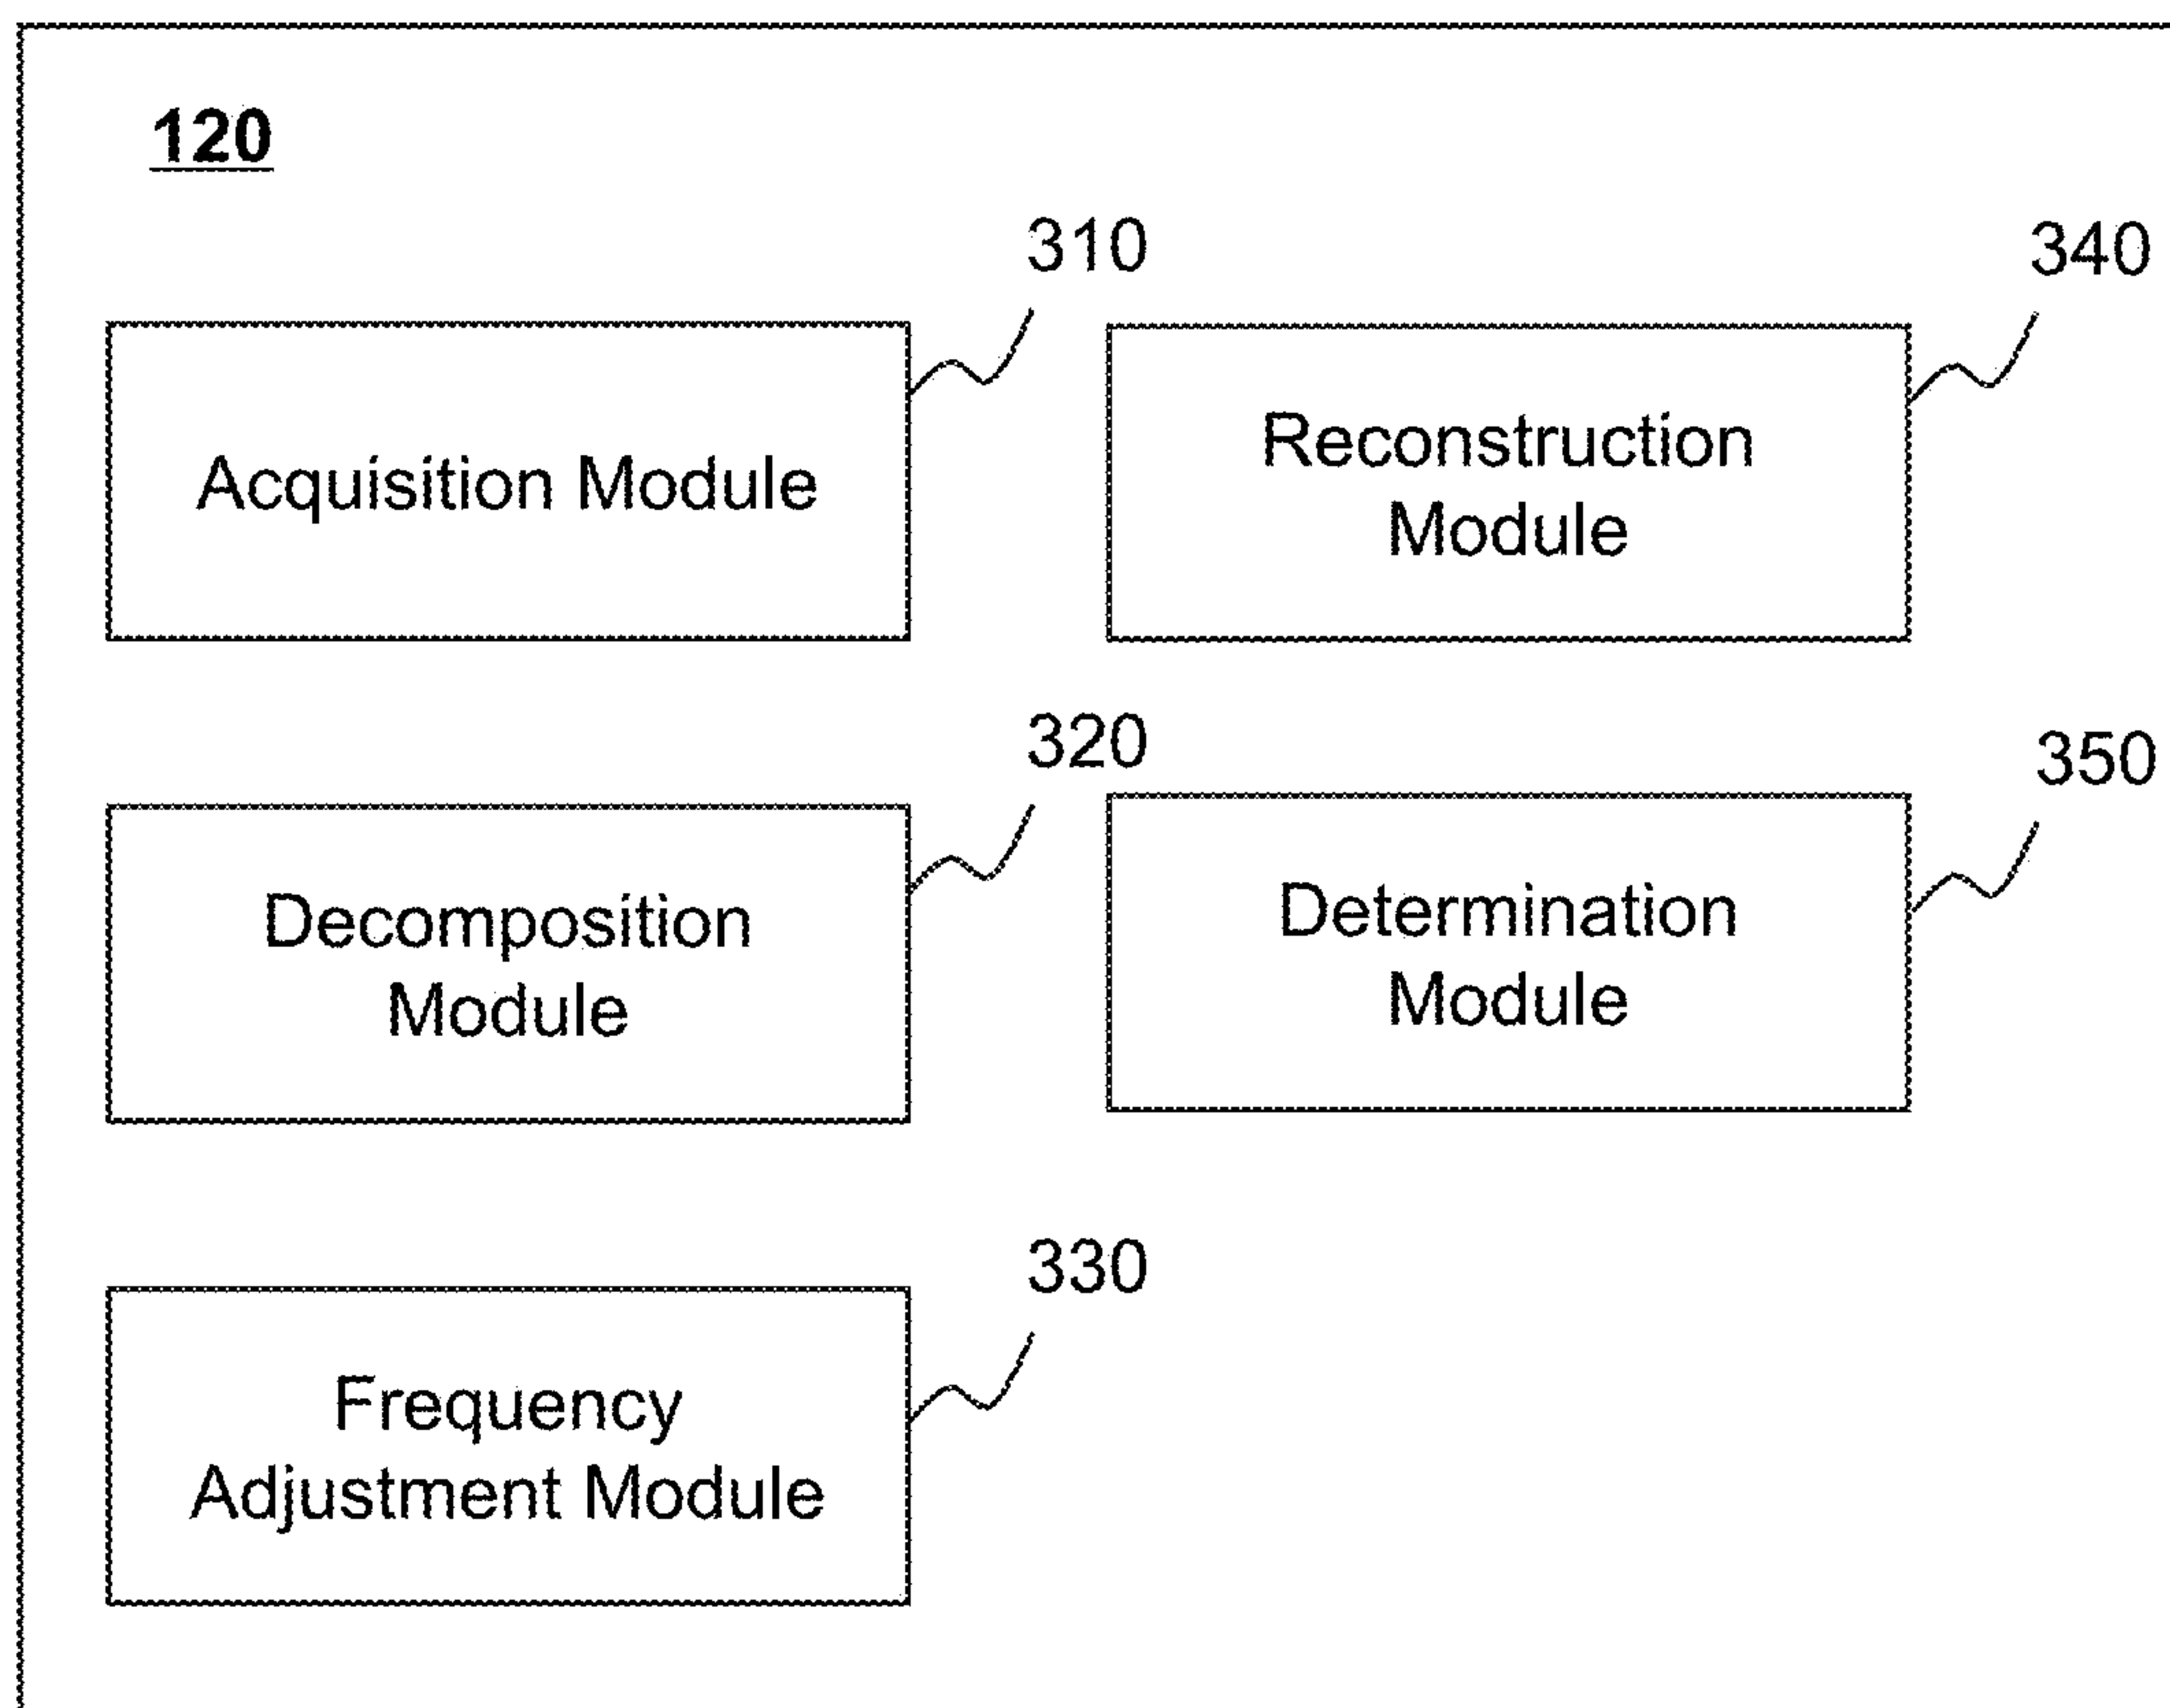 120
310
Acquisition Module
340
Reconstruction
Module
320
Decomposition
Module
350
Determination
Module
330
Frequency
Adjustment Module